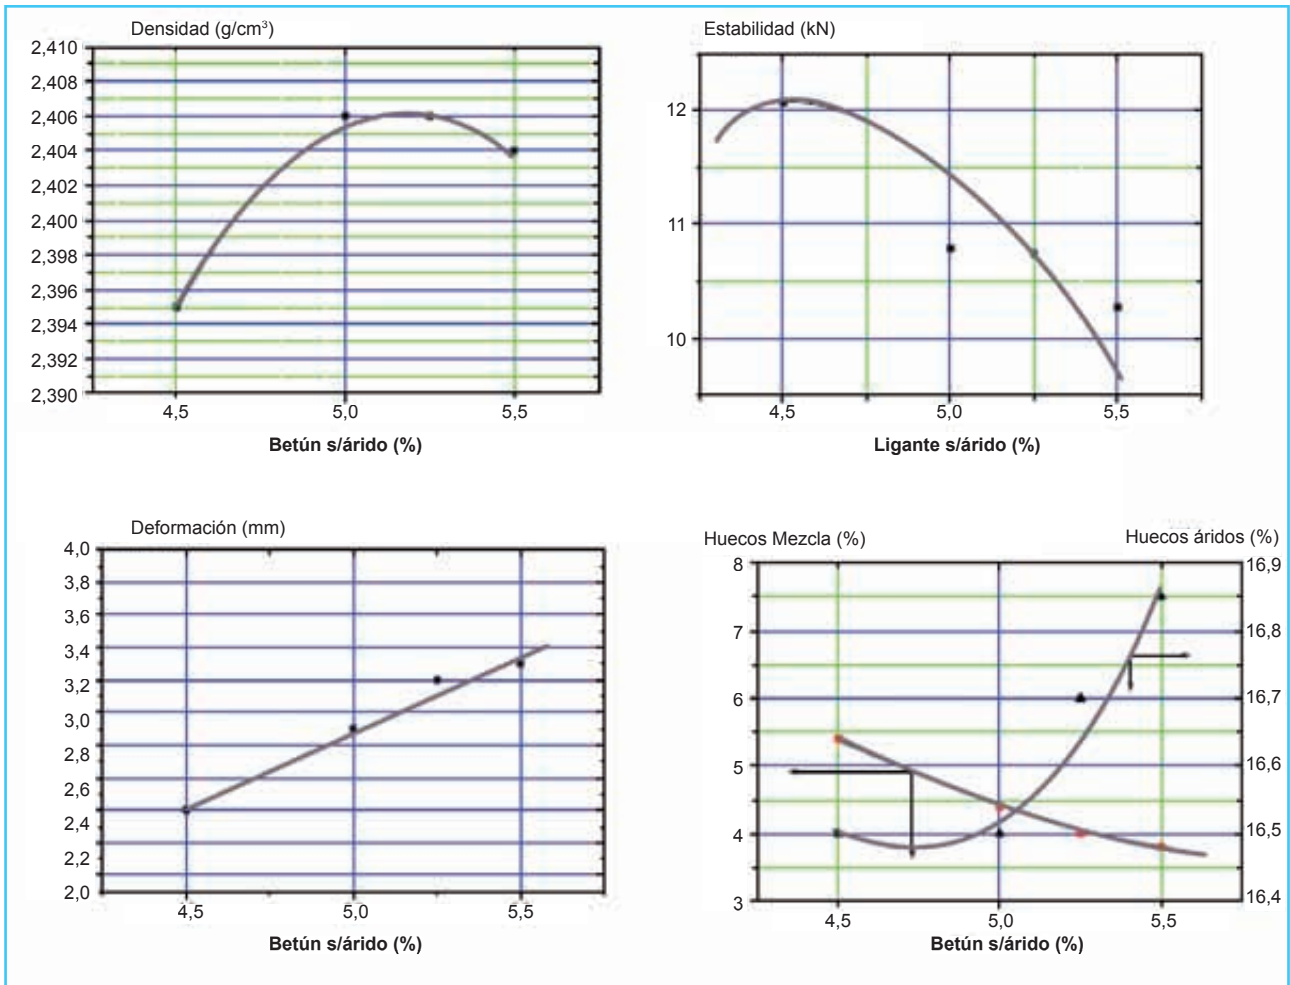 Densidad (g/cm³)
2,410
2,408
2,406
2,404
2,402
2,400
2,398
2,396
2,394
2,392
2,390
4,5 5,0 5,5
Betún s/árido (%)
Estabilidad (kN)
12
11
10
4,5 5,0 5,5
Ligante s/árido (%)
Deformación (mm)
4,0
3,8
3,6
3,4
3,2
3,0
2,8
2,6
2,4
2,2
2,0
4,5 5,0 5,5
Betún s/árido (%)
Huecos Mezcla (%) Huecos áridos (%)
8 16,9
7 16,8
6 16,7
5 16,6
4 16,5
3 16,4
4,5 5,0 5,5
Betún s/árido (%)